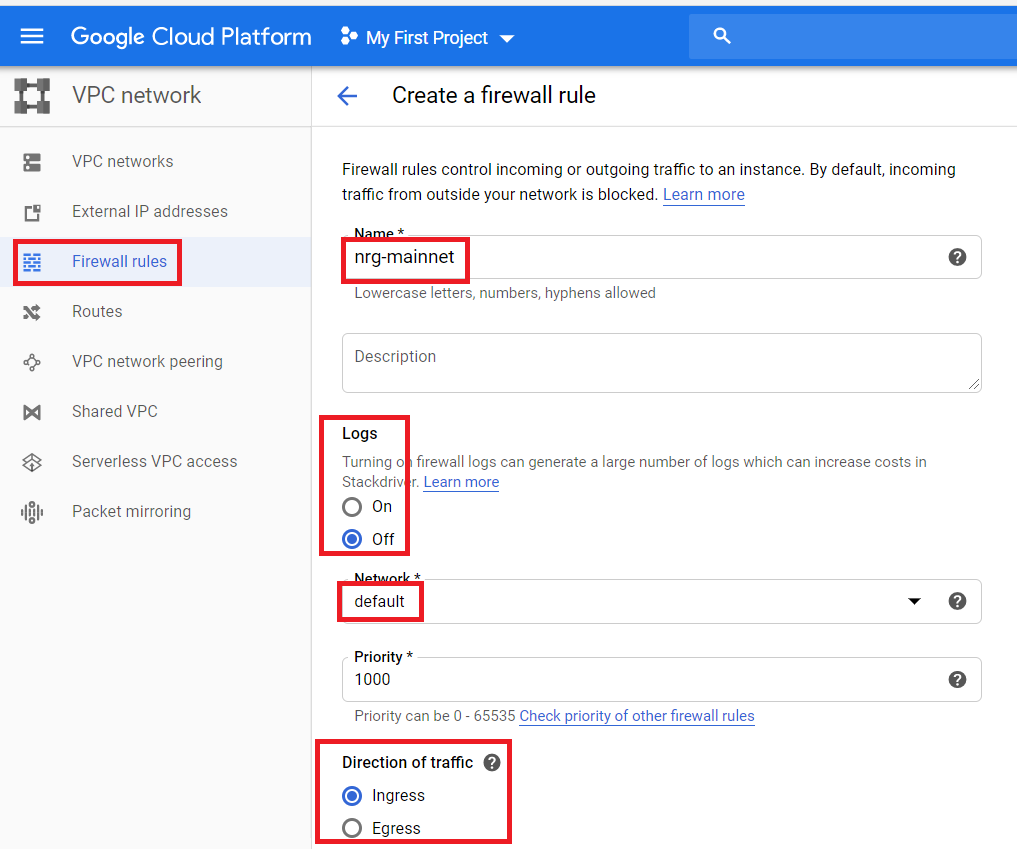 Google Cloud Platform
My First Project
VPC network
Create a firewall rule
VPC networks
External IP addresses
Firewall rules
Routes
VPC network peering
Shared VPC
Serverless VPC access
Packet mirroring
Firewall rules control incoming or outgoing traffic to an instance. By default, incoming
traffic from outside your network is blocked. Learn more
Name *
nrg-mainnet
Lowercase letters, numbers, hyphens allowed
Description
Logs
Turning on firewall logs can generate a large number of logs which can increase costs in
Stackdriver. Learn more
On
Off
Network *
default
Priority *
1000
Priority can be 0 - 65535 Check priority of other firewall rules
Direction of traffic
Ingress
Egress